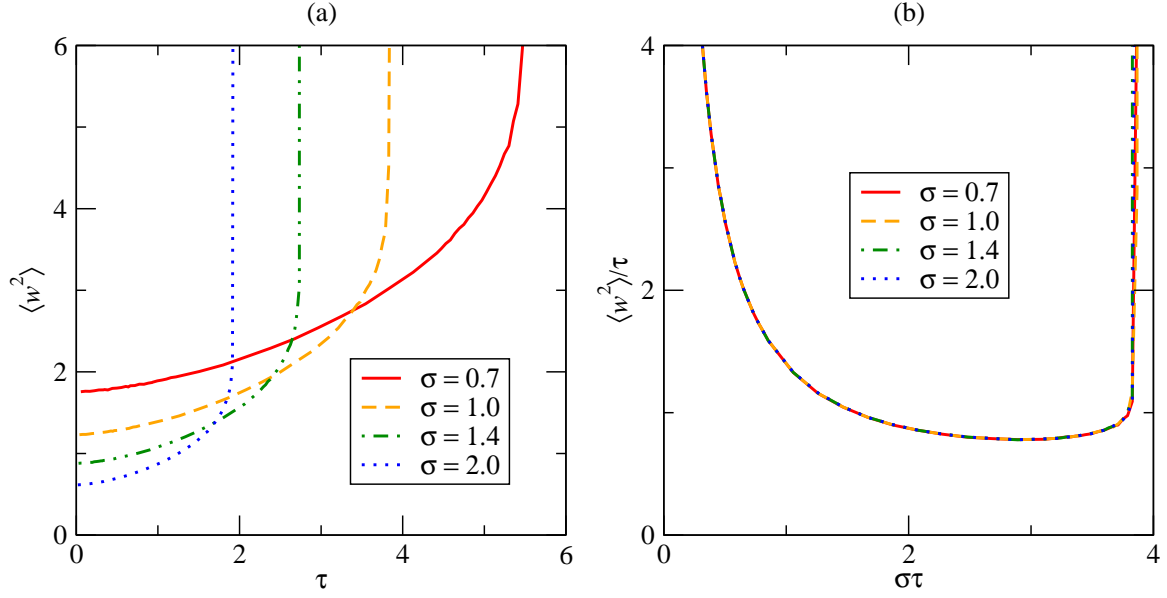 (a)
6
4
2
0
⟨w²⟩
0
2
4
6
τ
σ = 0.7
σ = 1.0
σ = 1.4
σ = 2.0
(b)
4
2
0
⟨w²⟩/τ
0
2
4
στ
σ = 0.7
σ = 1.0
σ = 1.4
σ = 2.0